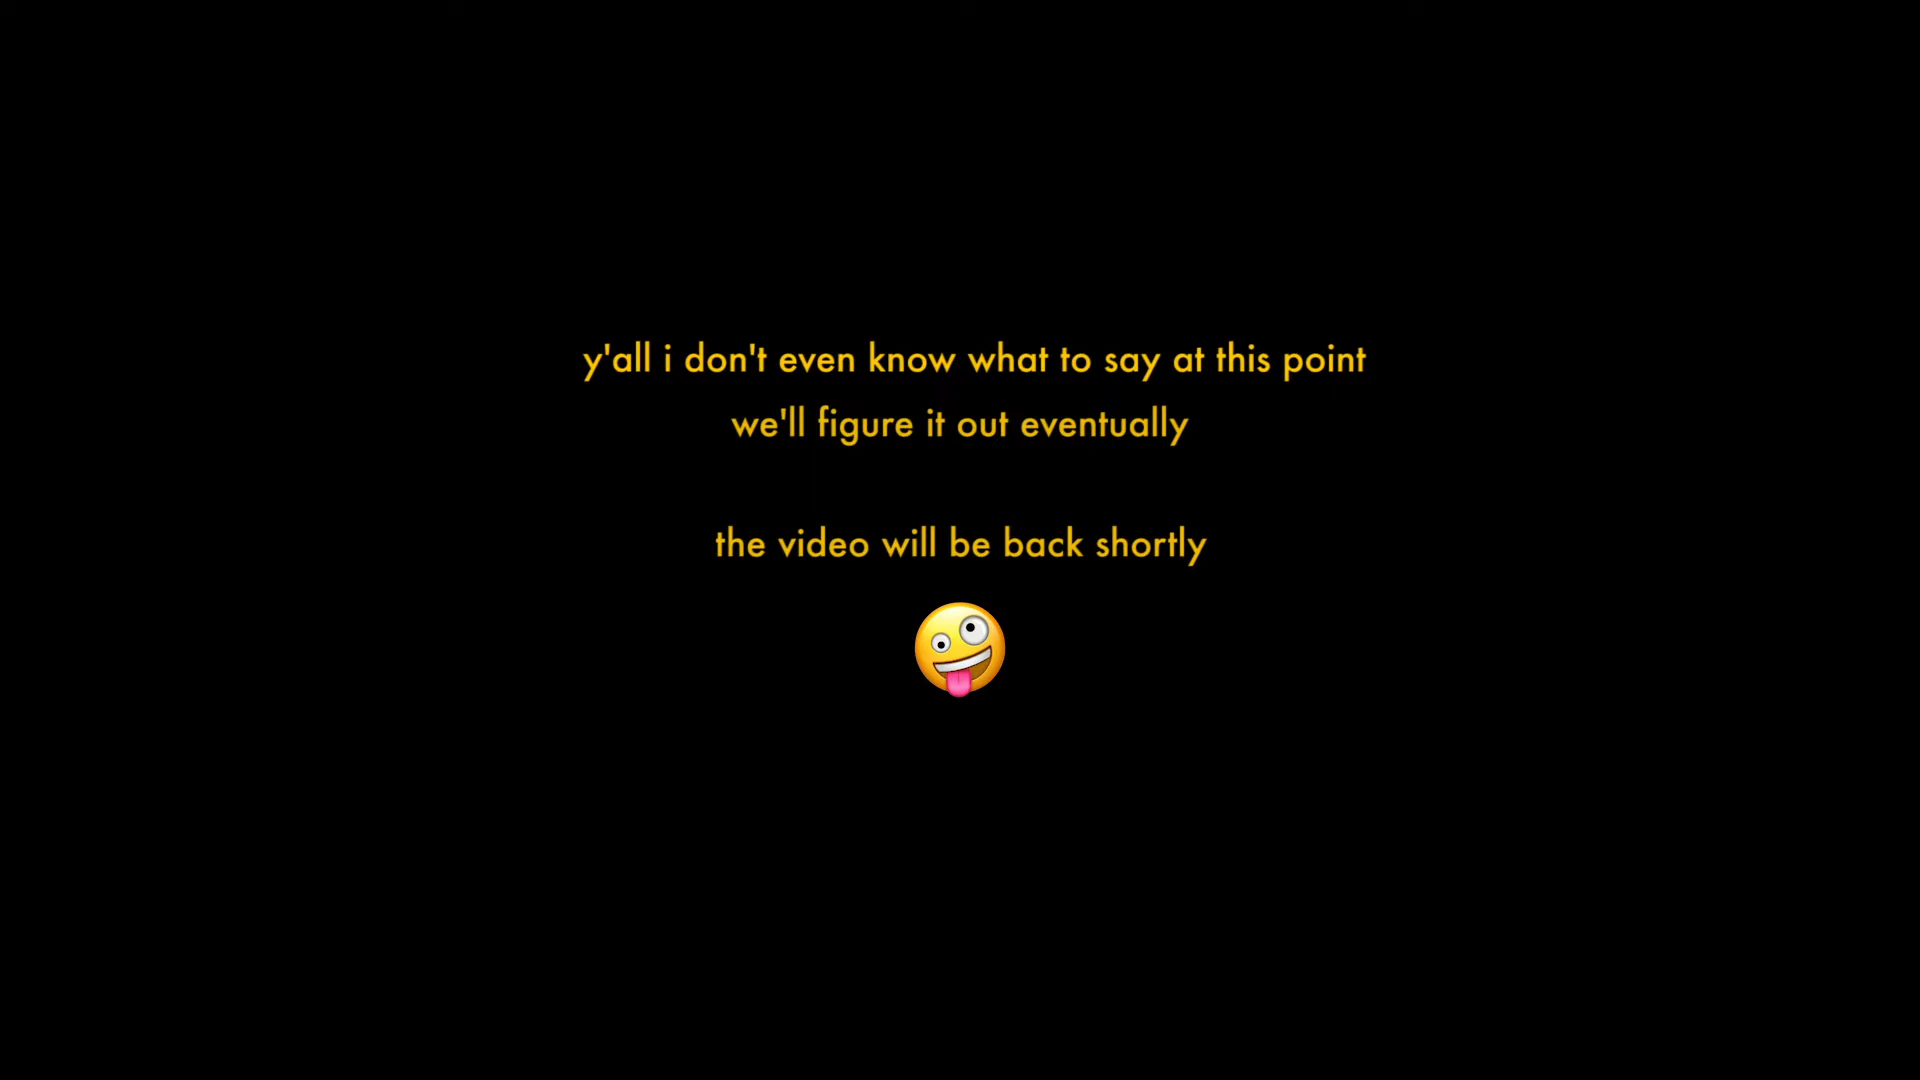 y'all i don't even know what to say at this point
we'll figure it out eventually
the video will be back shortly